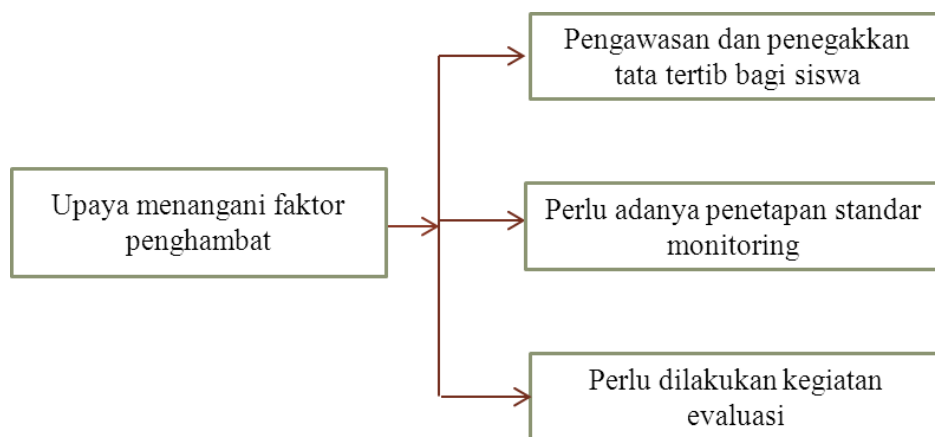 Pengawasan dan penegakkan
tata tertib bagi siswa
Upaya menangani faktor
penghambat
Perlu adanya penetapan standar
monitoring
Perlu dilakukan kegiatan
evaluasi